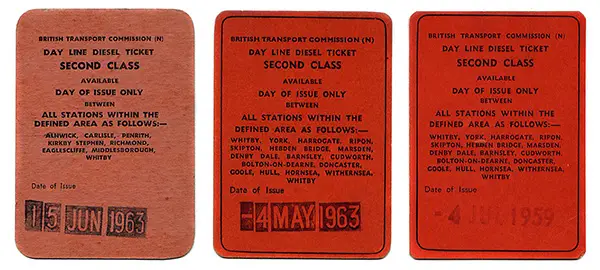 BRITISH TRANSPORT COMMISSION (N)
DAY LINE DIESEL TICKET
SECOND CLASS
AVAILABLE
DAY OF ISSUE ONLY
BETWEEN
ALL STATIONS WITHIN THE
DEFINED AREA AS FOLLOWS:—
ALNWICK, CARLISLE, PENRITH,
KIRKBY STEPHEN, RICHMOND,
EAGLESCLIFFE, MIDDLESBOROUGH,
WHITBY
Date of Issue
15 JUN 1963
BRITISH TRANSPORT COMMISSION (N)
DAY LINE DIESEL TICKET
SECOND CLASS
AVAILABLE
DAY OF ISSUE ONLY
BETWEEN
ALL STATIONS WITHIN THE
DEFINED AREA AS FOLLOWS:—
WHITBY, YORK, HARROGATE, RIPON,
SKIPTON, HEBDEN BRIDGE, MARSDEN,
DENBY DALE, BARNSLEY, CUDWORTH,
BOLTON-ON-DEARNE, DONCASTER,
GOOLE, HULL, HORNSEA, WITHERNSEA,
WHITBY
Date of Issue
-4 MAY 1963
BRITISH TRANSPORT COMMISSION (N)
DAY LINE DIESEL TICKET
SECOND CLASS
AVAILABLE
DAY OF ISSUE ONLY
BETWEEN
ALL STATIONS WITHIN THE
DEFINED AREA AS FOLLOWS:—
WHITBY, YORK, HARROGATE, RIPON,
SKIPTON, HEBDEN BRIDGE, MARSDEN,
DENBY DALE, BARNSLEY, CUDWORTH,
BOLTON-ON-DEARNE, DONCASTER,
GOOLE, HULL, HORNSEA, WITHERNSEA,
WHITBY
Date of Issue
-4 1959